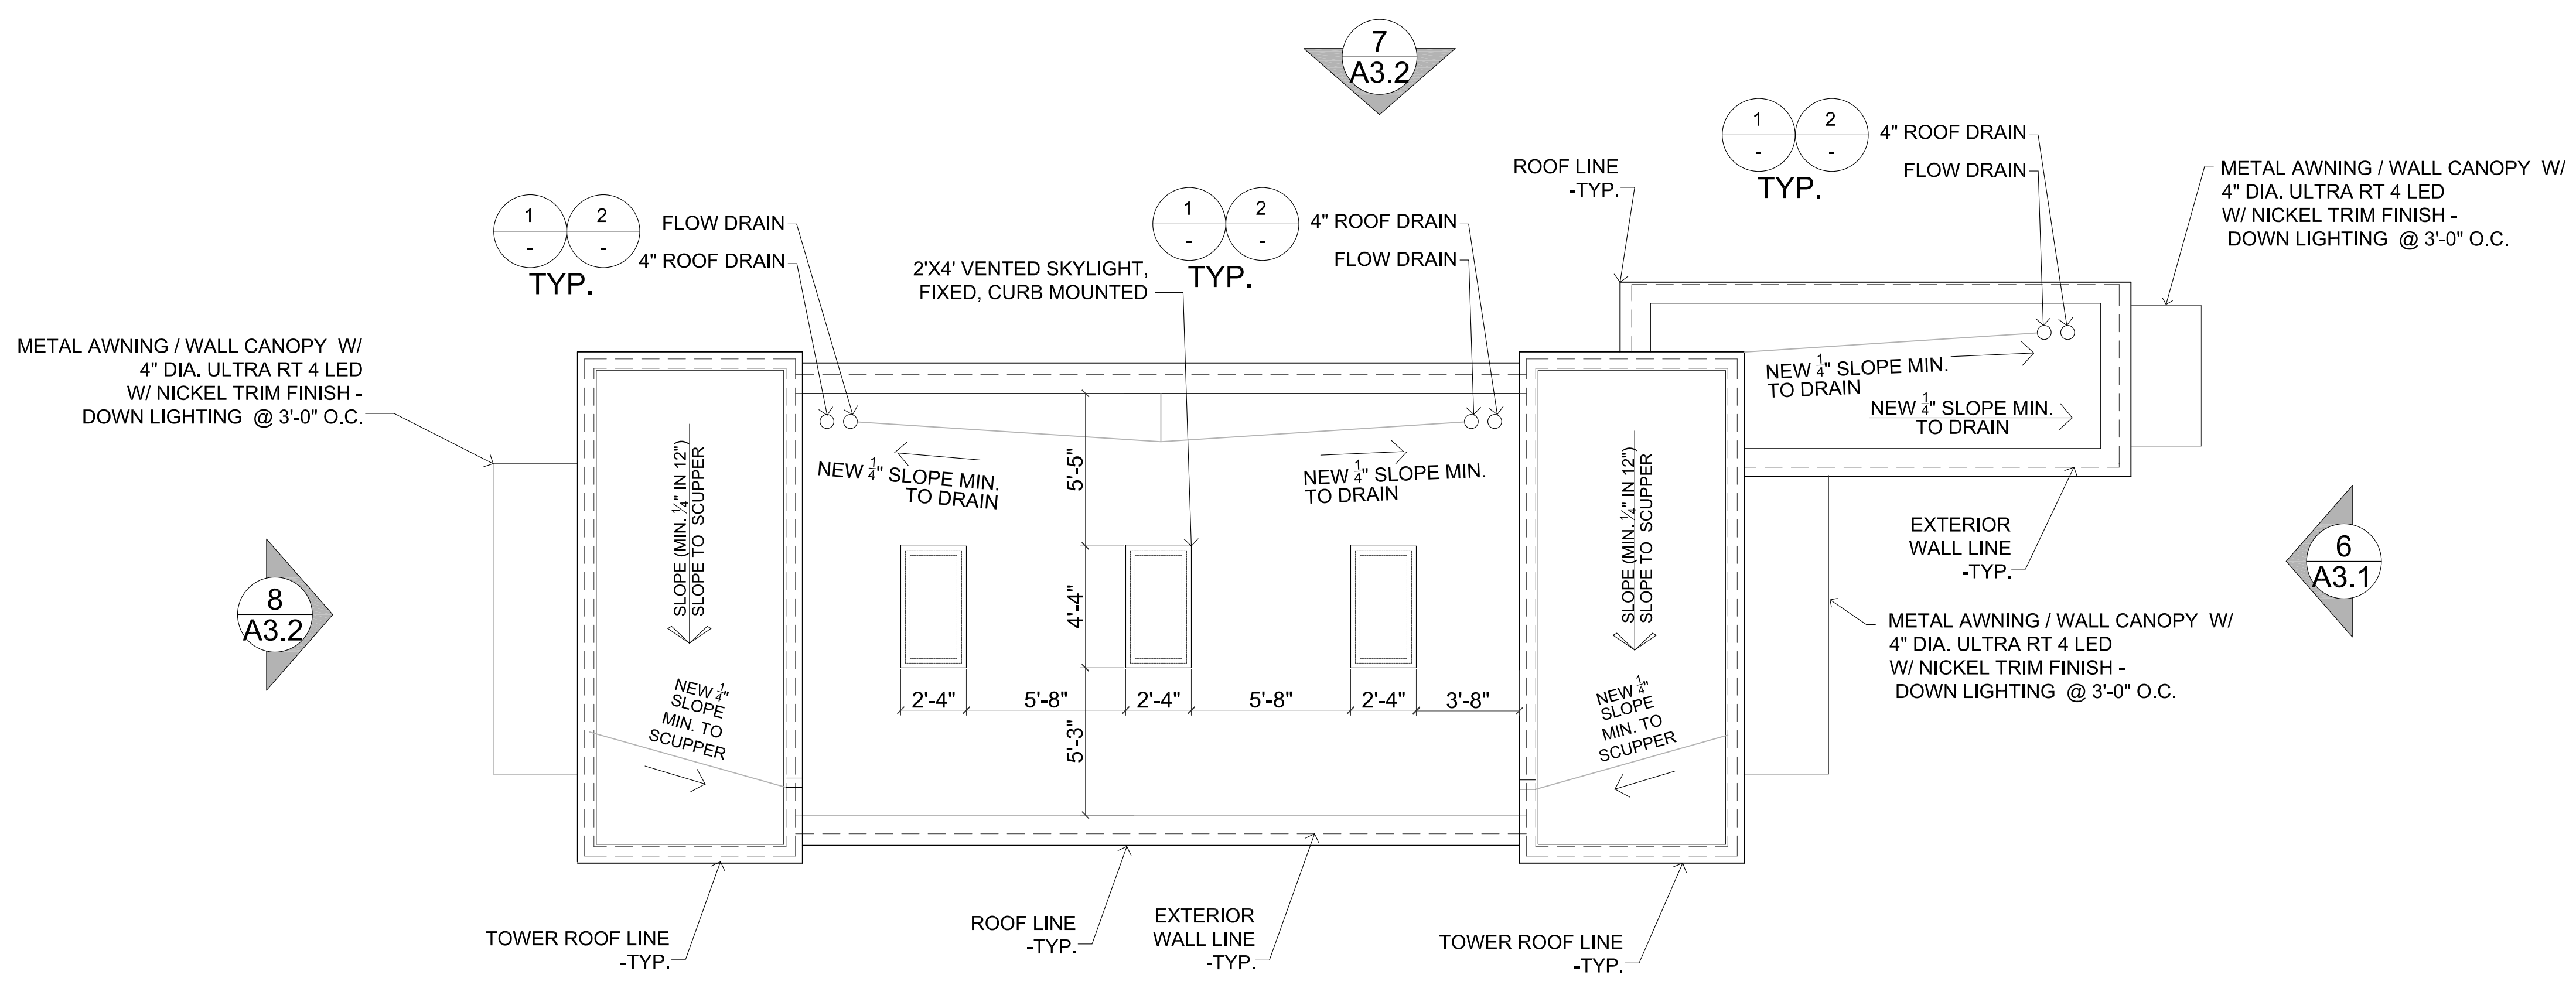 7
A3.2
1
-
2
-
TYP.
4" ROOF DRAIN
FLOW DRAIN
ROOF LINE
-TYP.
METAL AWNING / WALL CANOPY W/
4" DIA. ULTRA RT 4 LED
W/ NICKEL TRIM FINISH -
DOWN LIGHTING @ 3'-0" O.C.
1
-
2
-
TYP.
FLOW DRAIN
4" ROOF DRAIN
2'X4' VENTED SKYLIGHT,
FIXED, CURB MOUNTED
1
-
2
-
TYP.
4" ROOF DRAIN
FLOW DRAIN
METAL AWNING / WALL CANOPY W/
4" DIA. ULTRA RT 4 LED
W/ NICKEL TRIM FINISH -
DOWN LIGHTING @ 3'-0" O.C.
NEW 1/4" SLOPE MIN.
TO DRAIN
NEW 1/4" SLOPE MIN.
TO DRAIN
NEW 1/4" SLOPE MIN.
TO DRAIN
NEW 1/4" SLOPE MIN.
TO DRAIN
SLOPE (MIN. 1/4" IN 12")
SLOPE TO SCUPPER
5'-5"
4'-4"
5'-3"
SLOPE (MIN. 1/4" IN 12")
SLOPE TO SCUPPER
EXTERIOR
WALL LINE
-TYP.
6
A3.1
8
A3.2
METAL AWNING / WALL CANOPY W/
4" DIA. ULTRA RT 4 LED
W/ NICKEL TRIM FINISH -
DOWN LIGHTING @ 3'-0" O.C.
2'-4"
5'-8"
2'-4"
5'-8"
2'-4"
3'-8"
NEW 1/4"
SLOPE
MIN. TO
SCUPPER
NEW 1/4"
SLOPE
MIN. TO
SCUPPER
TOWER ROOF LINE
-TYP.
ROOF LINE
-TYP.
EXTERIOR
WALL LINE
-TYP.
TOWER ROOF LINE
-TYP.